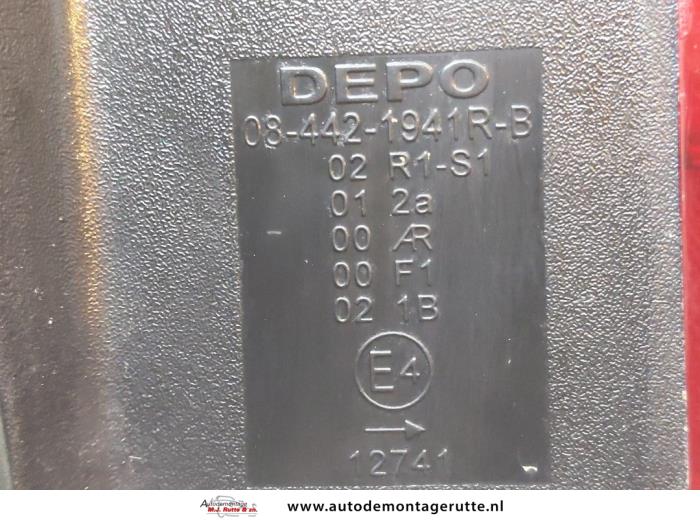 DEPO
08-442-1941R-B
02 R1-S1
01 2a
00 AR
00 F1
02 1B
E4
→
12741
Autodemontage
M.J. Rutte & zn.
www.autodemontagerutte.nl